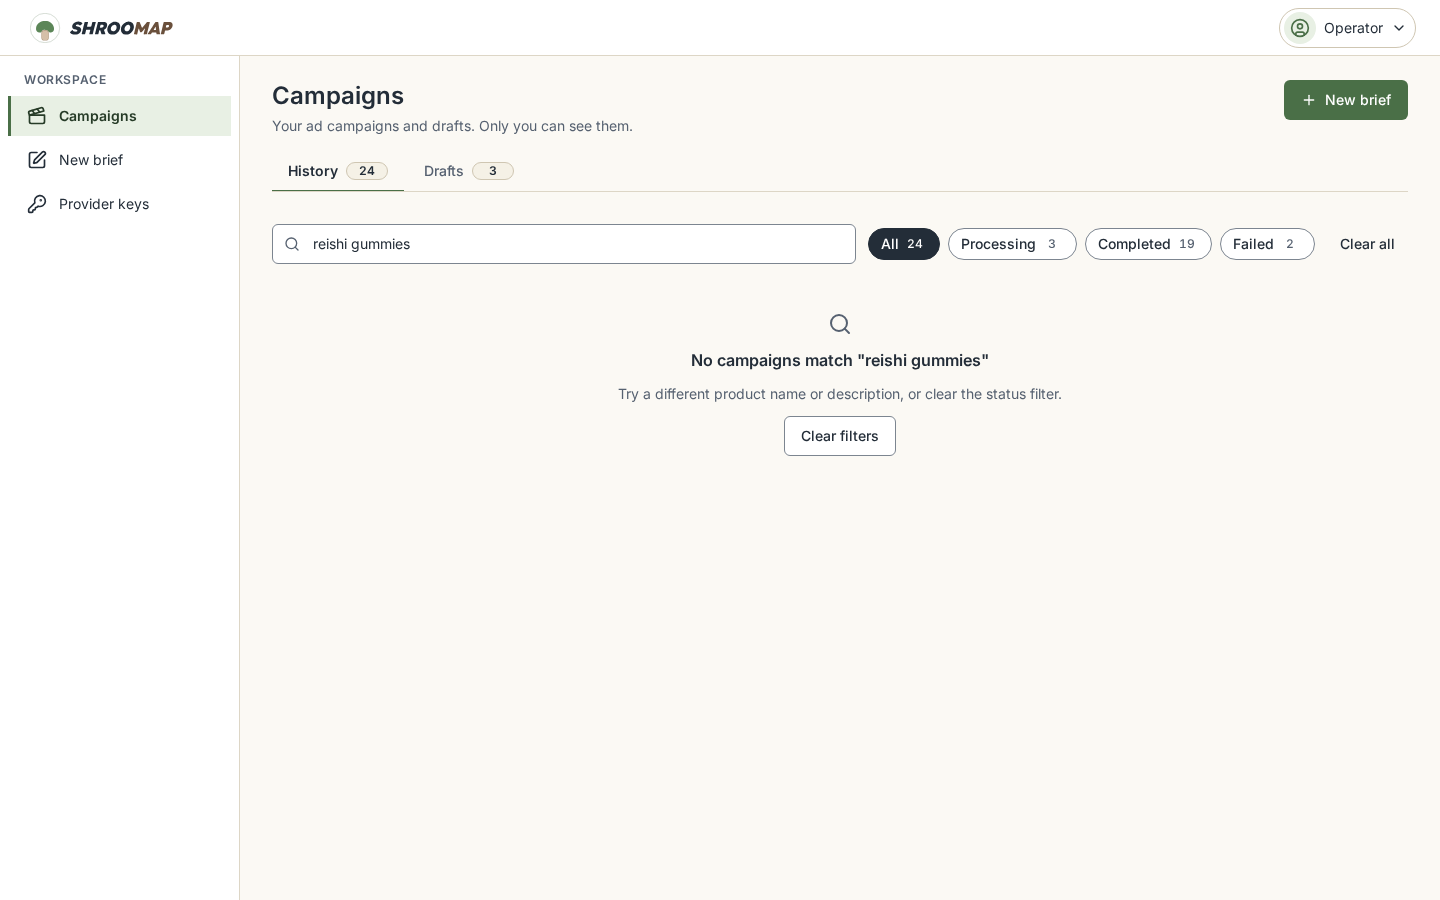 SHROOMAP
Operator
WORKSPACE
Campaigns
New brief
Provider keys
Campaigns
Your ad campaigns and drafts. Only you can see them.
New brief
History 24 Drafts 3
reishi gummies
All 24 Processing 3 Completed 19 Failed 2 Clear all
No campaigns match "reishi gummies"
Try a different product name or description, or clear the status filter.
Clear filters